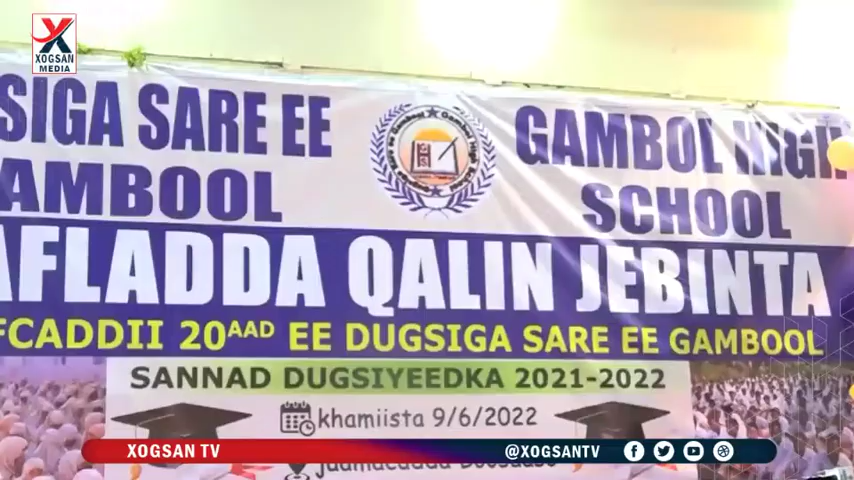 XOGSAN
MEDIA
SIGA SARE EE
AMBOOL
GAMBOL HIGH
SCHOOL
AFLADDA QALIN JEBINTA
FCADDII 20AAD EE DUGSIGA SARE EE GAMBOOL
SANNAD DUGSIYEEDKA 2021-2022
khamiista 9/6/2022
XOGSAN TV
@XOGSANTV